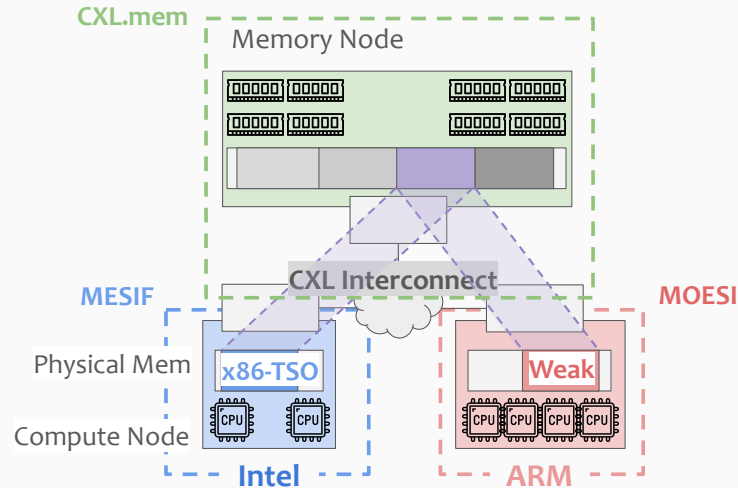 CXL.mem
Memory Node
CXL Interconnect
MESIF
MOESI
Physical Mem
x86-TSO
Weak
CPU
CPU
CPU
CPU
CPU
CPU
Compute Node
Intel
ARM